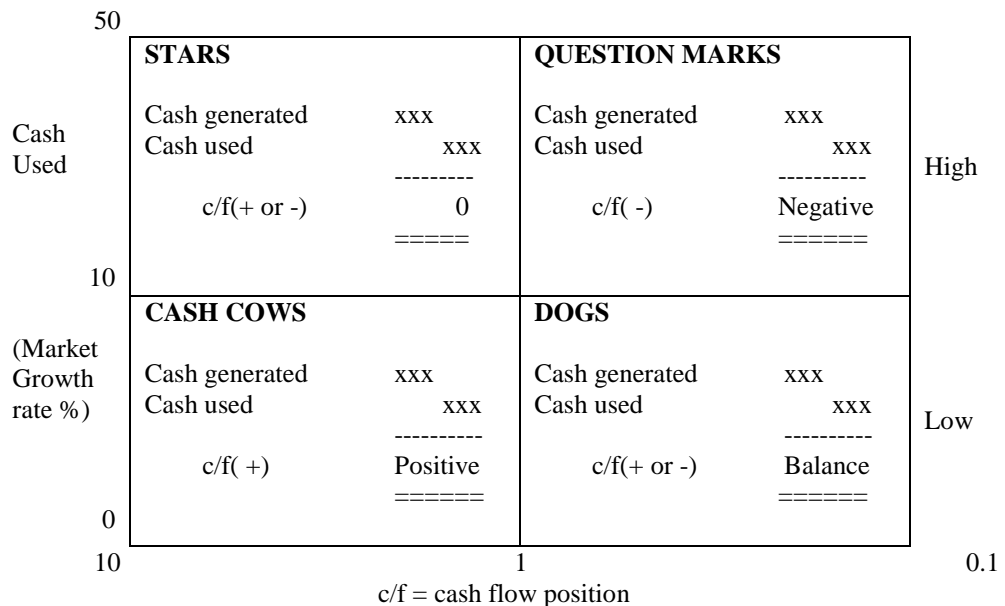 50
STARS QUESTION MARKS
Cash generated xxx Cash generated xxx
Cash
Used
Cash used xxx Cash used xxx
--------- ----------
High
c/f(+ or -) 0 c/f( -) Negative
===== ======
10
CASH COWS DOGS
(Market
Growth
rate %)
Cash generated xxx Cash generated xxx
Cash used xxx Cash used xxx
---------- ----------
Low
c/f( +) Positive c/f(+ or -) Balance
====== ======
0
10 1 0.1
c/f = cash flow position